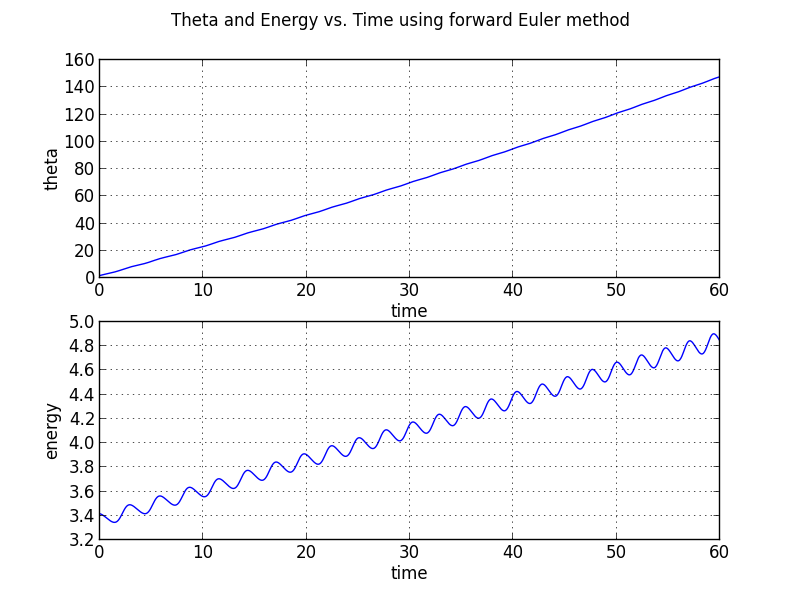 Theta and Energy vs. Time using forward Euler method
160
140
120
100
80
60
40
20
0
theta
0 10 20 30 40 50 60
time
5.0
4.8
4.6
4.4
4.2
4.0
3.8
3.6
3.4
3.2
energy
0 10 20 30 40 50 60
time